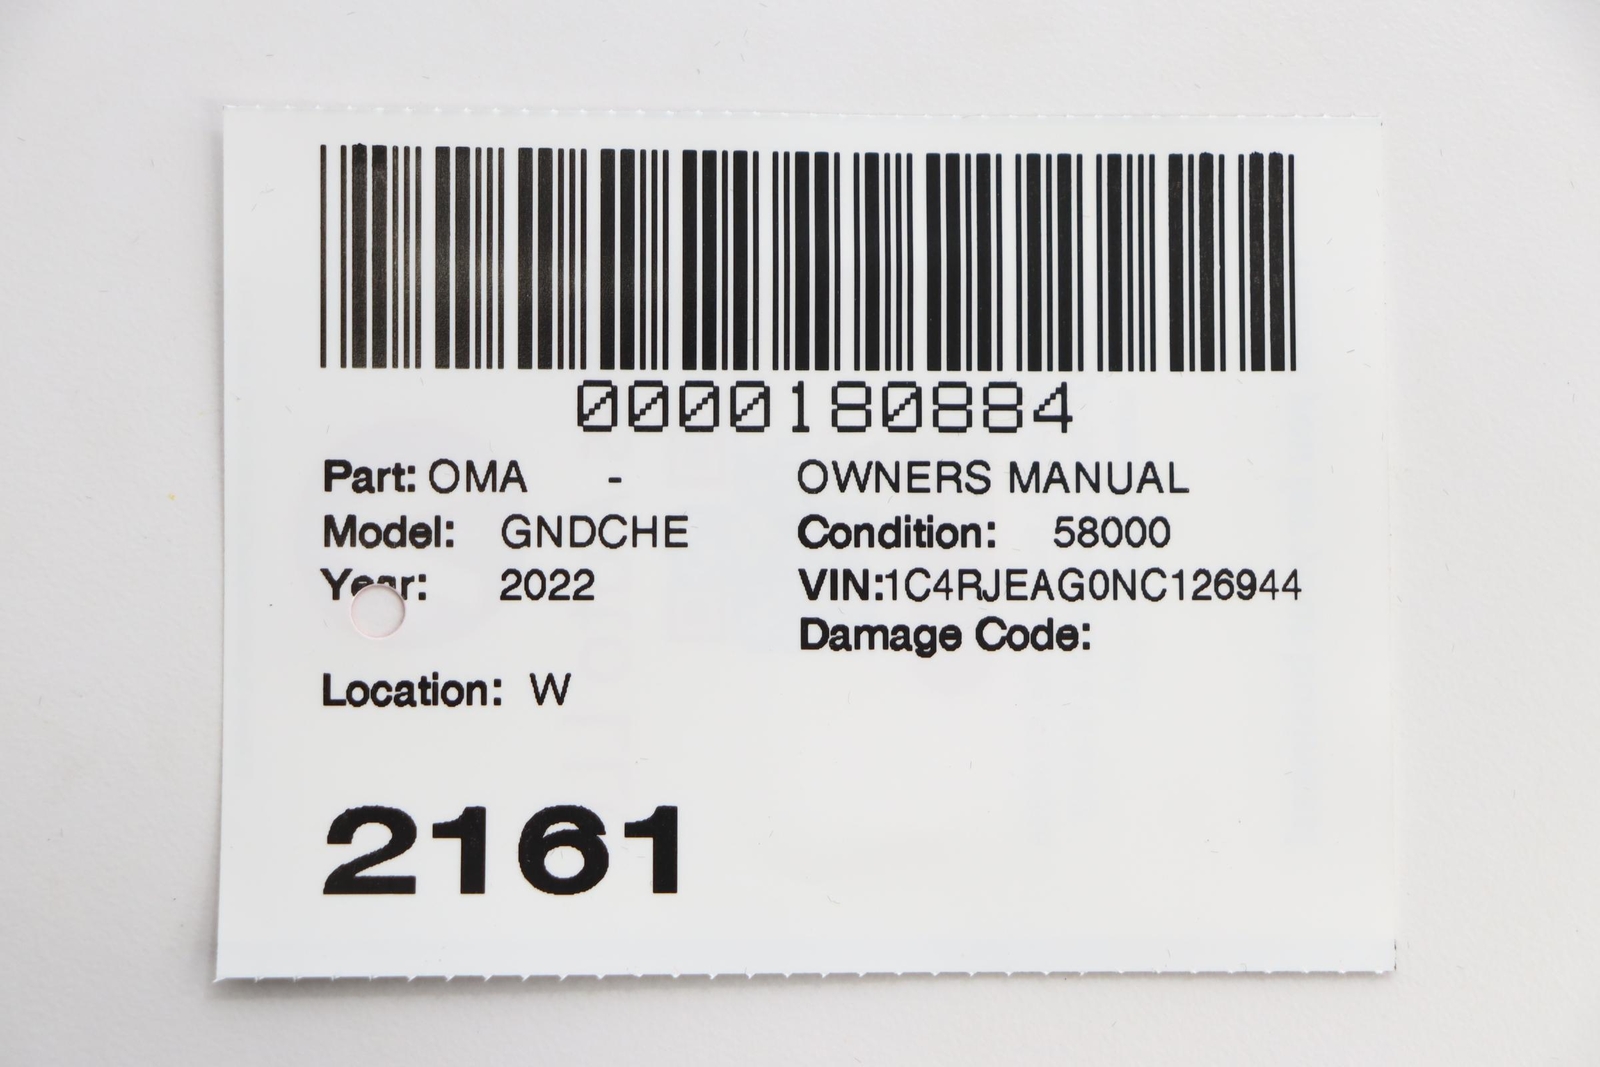 0000180884
Part: OMA - OWNERS MANUAL
Model: GNDCHE Condition: 58000
Year: 2022 VIN:1C4RJEAG0NC126944
Damage Code:
Location: W
2161